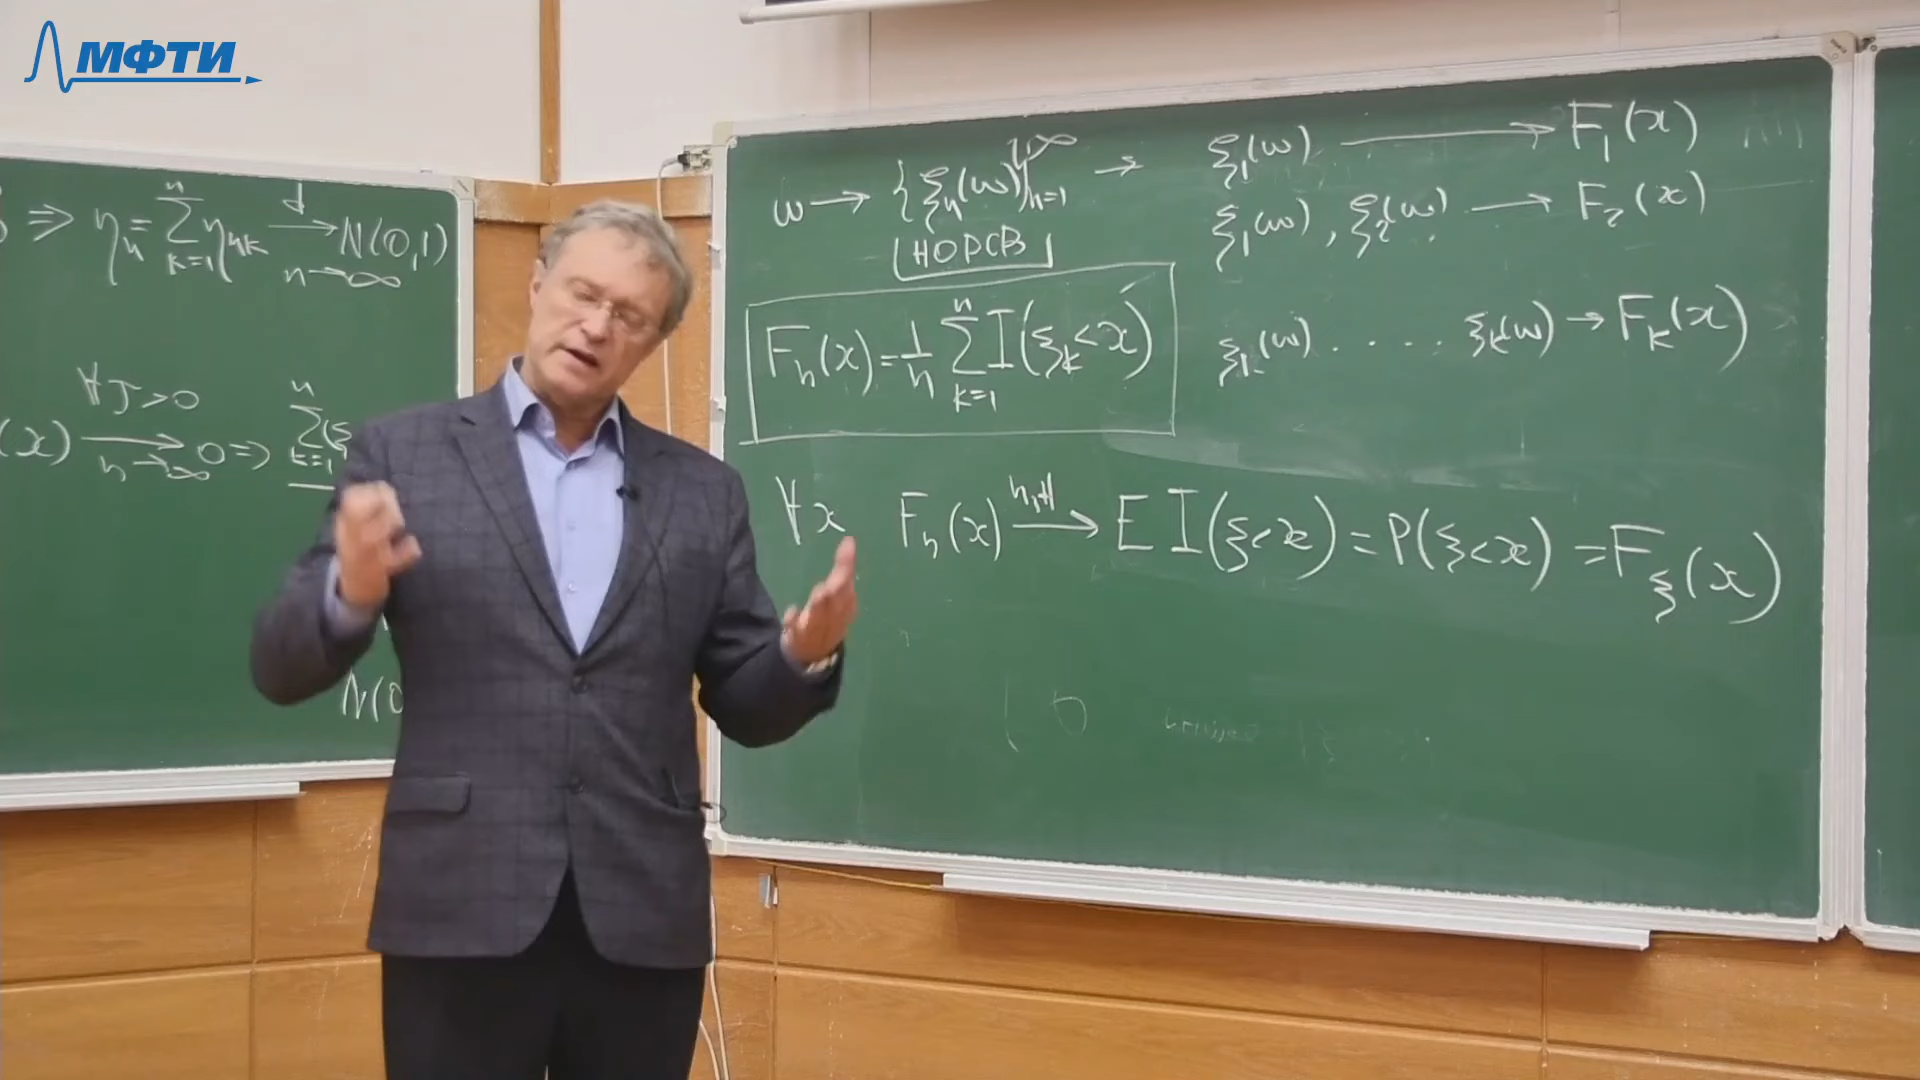 МФТИ
⇒ η_n = Σ_{k=1}^{n} η_{nk} →^{d}_{n→∞} N(0,1)
∀τ>0
(x) →_{n→∞} 0 ⇒ Σ_{k=1}^{n} (ξ
N(0
ω → {ξ_n(ω)}_{n=1}^{∞} →
НОРСВ
F_n(x) = 1/n Σ_{k=1}^{n} I(ξ_k < x)
ξ_1(ω) → F_1(x)
ξ_1(ω), ξ_2(ω) → F_2(x)
ξ_1(ω) . . . . ξ_k(ω) → F_k(x)
∀x F_n(x) →^{п.н} E I(ξ<x) = P(ξ<x) = F_ξ(x)